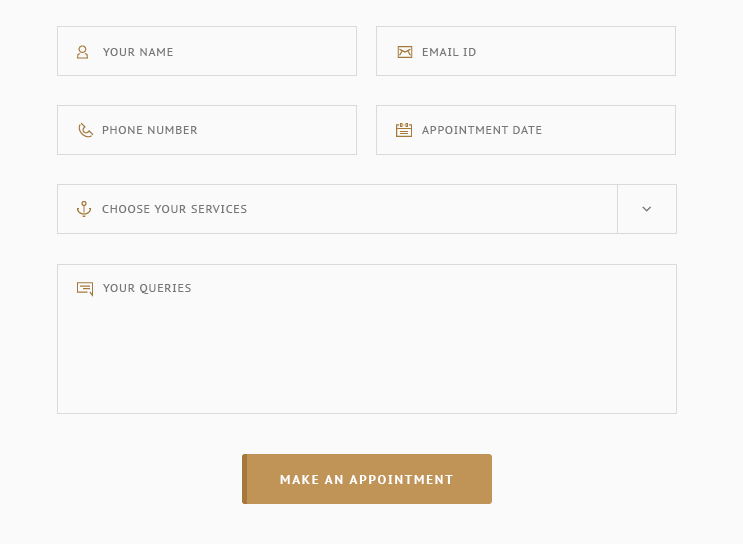 YOUR NAME
EMAIL ID
PHONE NUMBER
APPOINTMENT DATE
CHOOSE YOUR SERVICES
YOUR QUERIES
MAKE AN APPOINTMENT